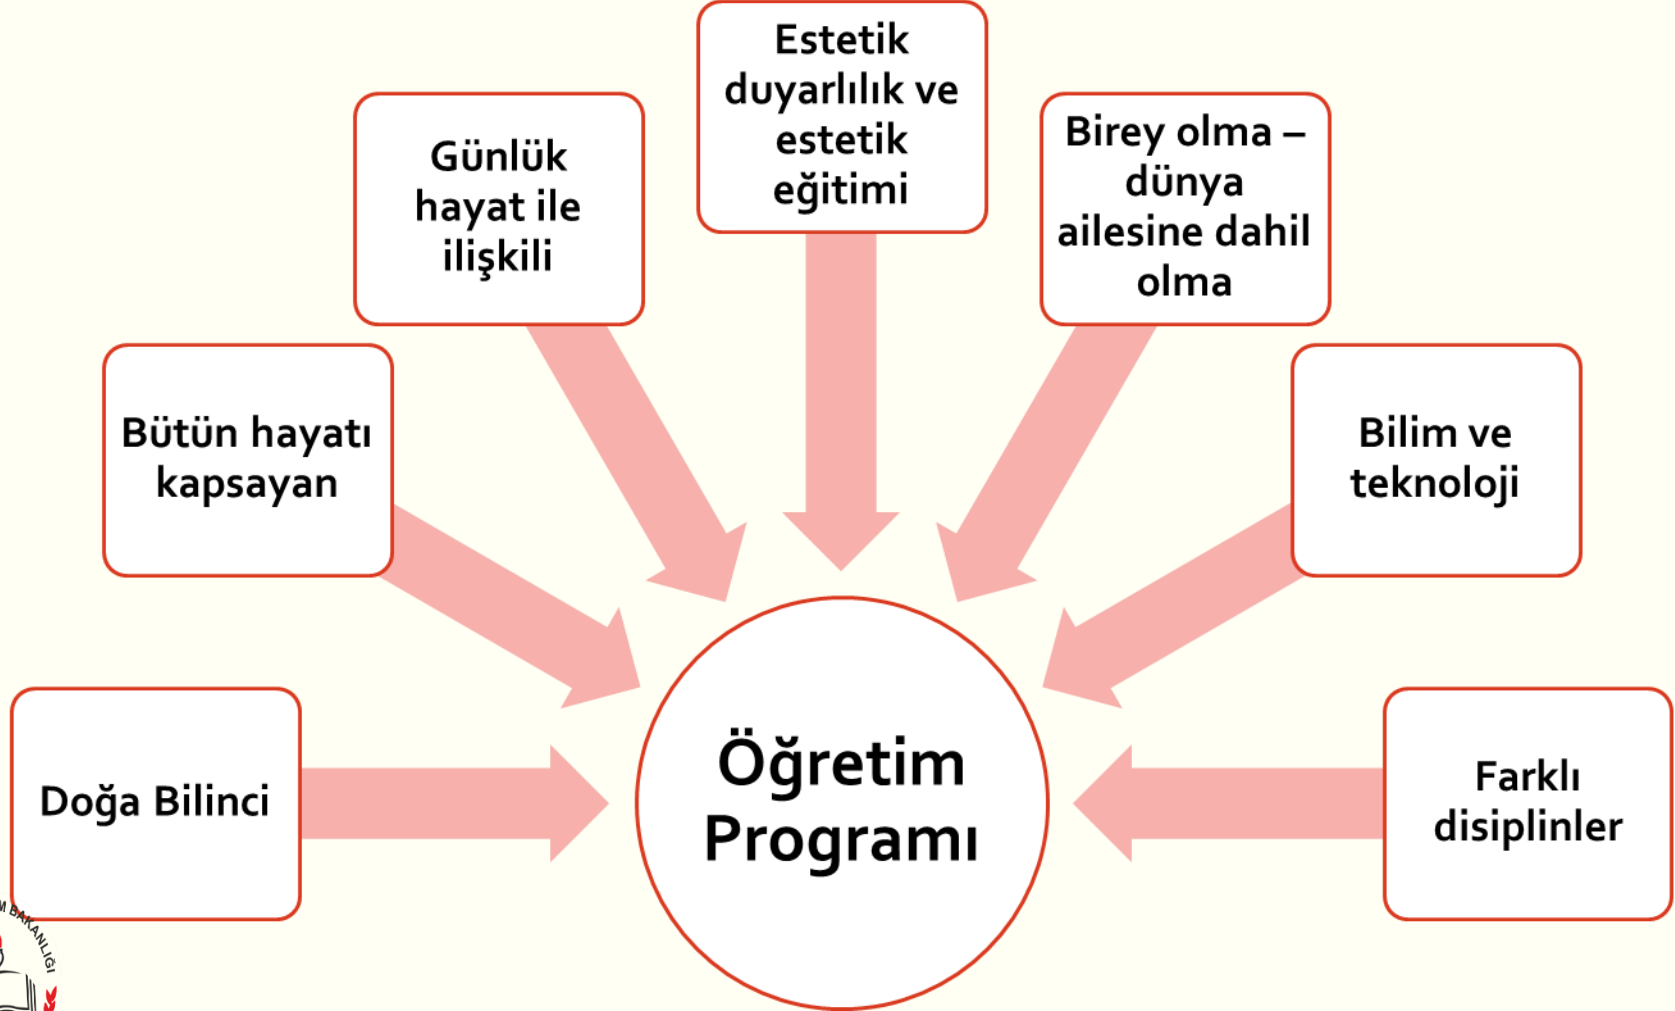 Estetik
duyarlılık ve
estetik
eğitimi
Günlük
hayat ile
ilişkili
Birey olma –
dünya
ailesine dahil
olma
Bütün hayatı
kapsayan
Bilim ve
teknoloji
Doğa Bilinci
Öğretim
Programı
Farklı
disiplinler
BAKANLIĞI